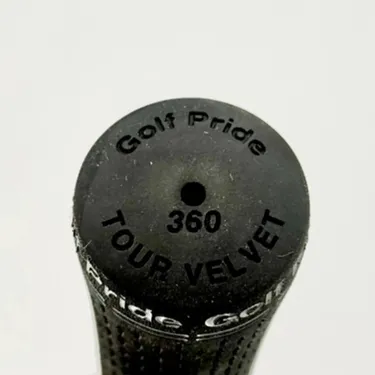 Golf Pride
360
TOUR VELVET
Pride Golf